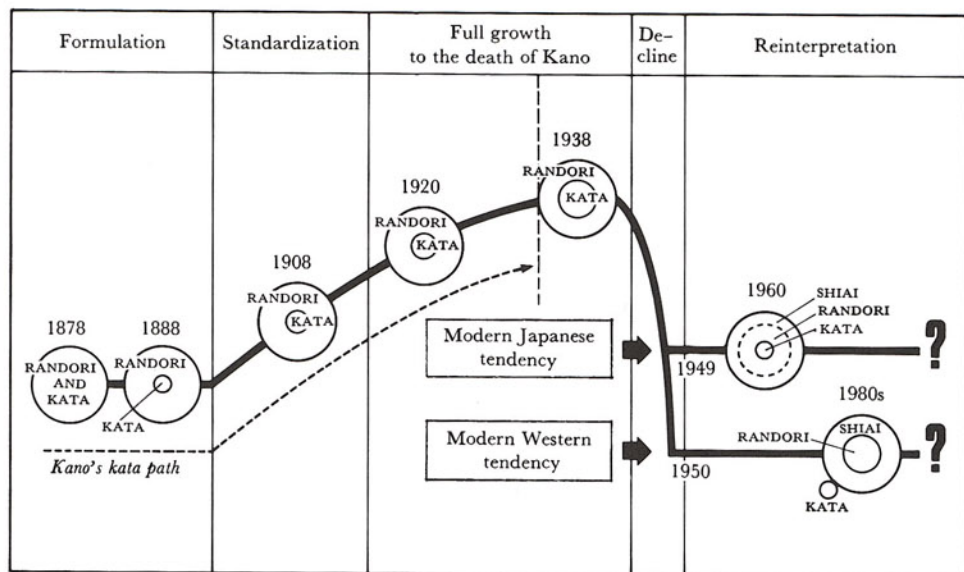 Formulation
Standardization
Full growth
to the death of Kano
De-
cline
Reinterpretation
1878
RANDORI
AND
KATA
1888
RANDORI
KATA
1908
RANDORI
KATA
1920
RANDORI
KATA
1938
RANDORI
KATA
Kano's kata path
Modern Japanese
tendency
1949
1960
SHIAI
RANDORI
KATA
?
Modern Western
tendency
1950
1980s
SHIAI
RANDORI
KATA
?